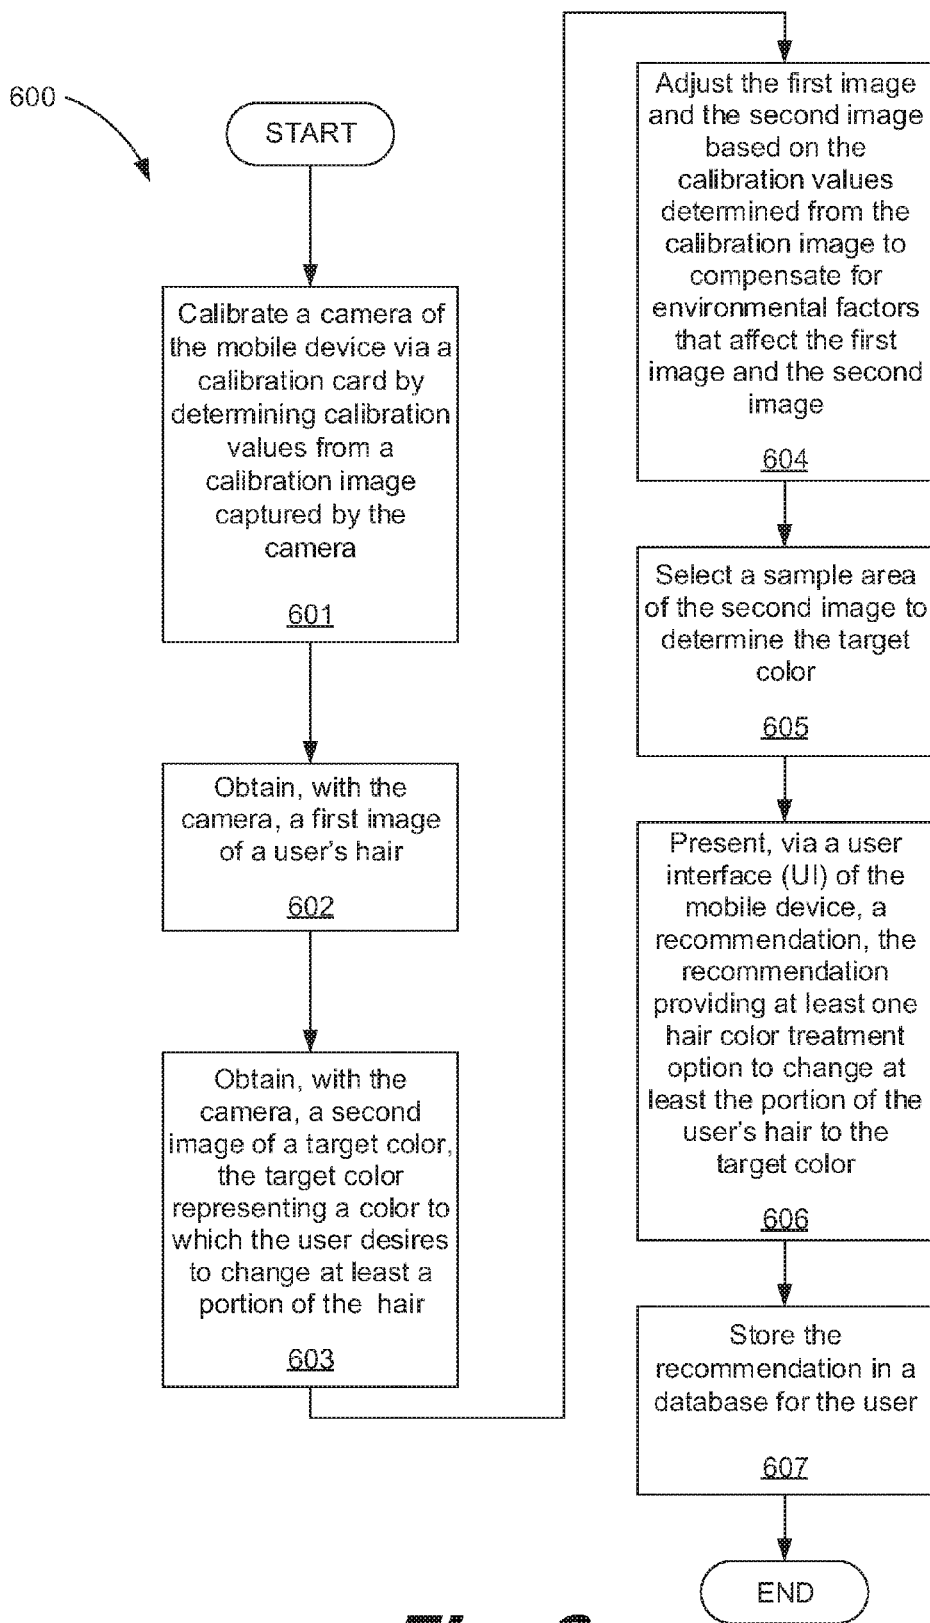 600
START
Calibrate a camera of
the mobile device via a
calibration card by
determining calibration
values from a
calibration image
captured by the
camera
601
Obtain, with the
camera, a first image
of a user's hair
602
Obtain, with the
camera, a second
image of a target color,
the target color
representing a color to
which the user desires
to change at least a
portion of the hair
603
Adjust the first image
and the second image
based on the
calibration values
determined from the
calibration image to
compensate for
environmental factors
that affect the first
image and the second
image
604
Select a sample area
of the second image to
determine the target
color
605
Present, via a user
interface (UI) of the
mobile device, a
recommendation, the
recommendation
providing at least one
hair color treatment
option to change at
least the portion of the
user's hair to the
target color
606
Store the
recommendation in a
database for the user
607
END